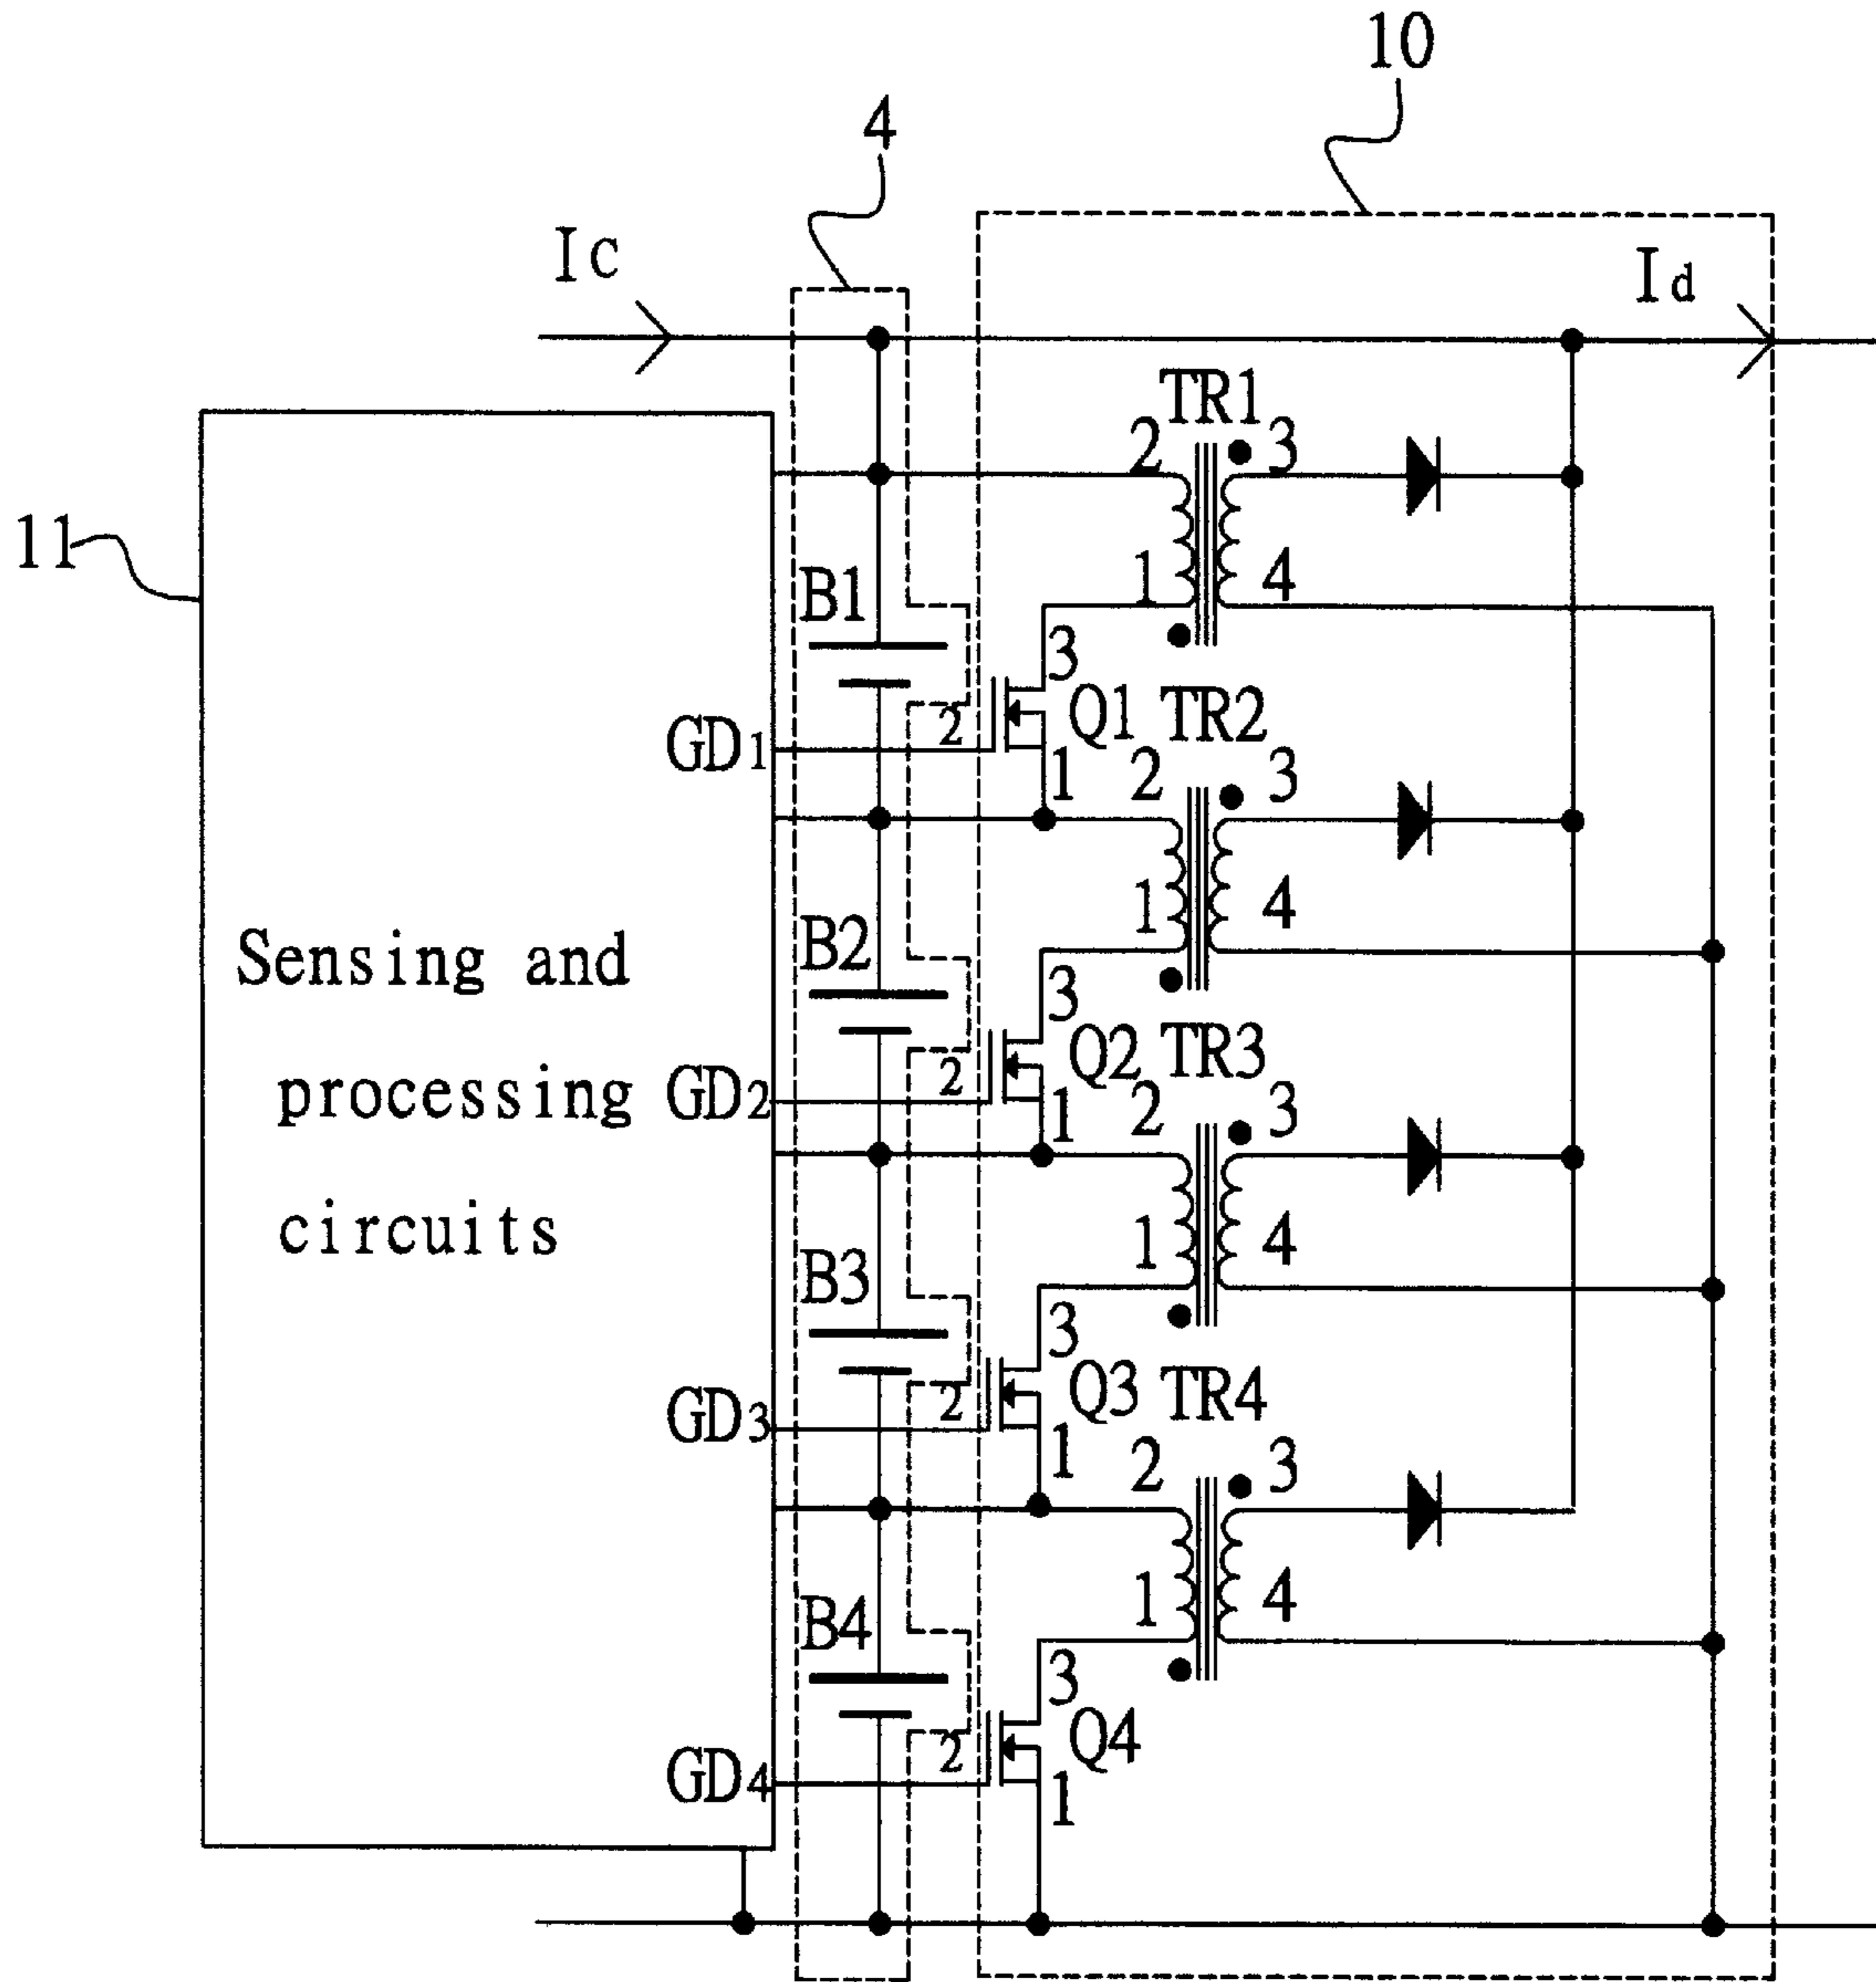 10
4
Ic
Id
TR1
2 3
11
1 4
B1
3
Q1 TR2
GD1 2
1 2 3
1 4
B2
Sensing and
3
Q2 TR3
processing GD2 2
1 2 3
circuits
1 4
B3
3
Q3 TR4
GD3 2
1 2 3
1 4
B4
3
Q4
GD4 2
1